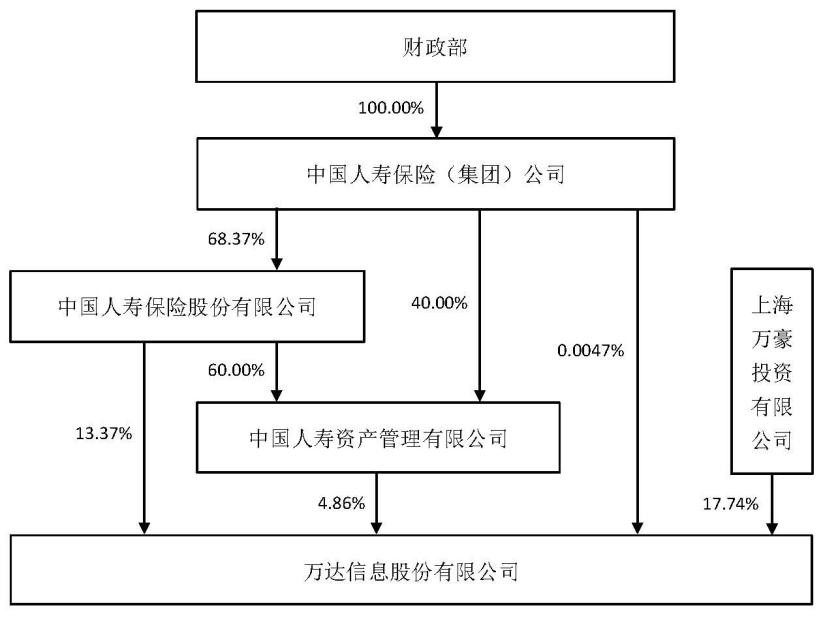 财政部
100.00%
中国人寿保险（集团）公司
68.37%
中国人寿保险股份有限公司
40.00%
上海
万豪
投资
有限
公司
0.0047%
60.00%
13.37%
中国人寿资产管理有限公司
4.86%
17.74%
万达信息股份有限公司